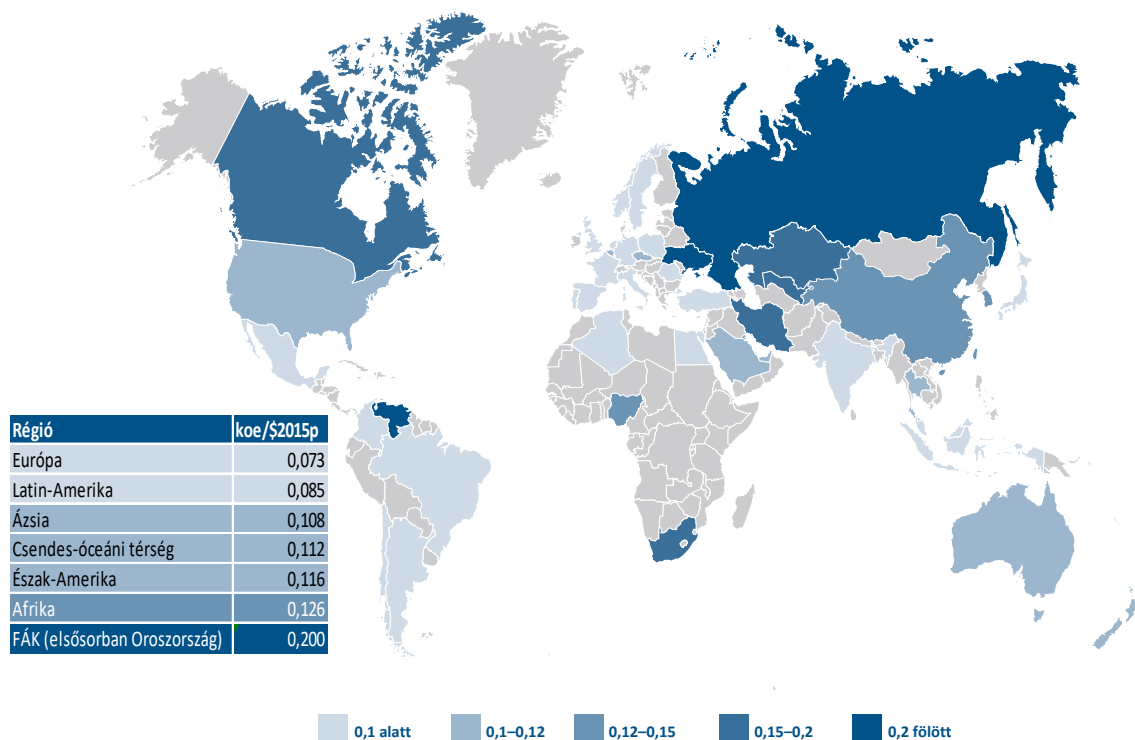 Régió koe/$2015p
Európa 0,073
Latin-Amerika 0,085
Ázsia 0,108
Csendes-óceáni térség 0,112
Észak-Amerika 0,116
Afrika 0,126
FÁK (elsősorban Oroszország) 0,200
0,1 alatt 0,1–0,12 0,12–0,15 0,15–0,2 0,2 fölött